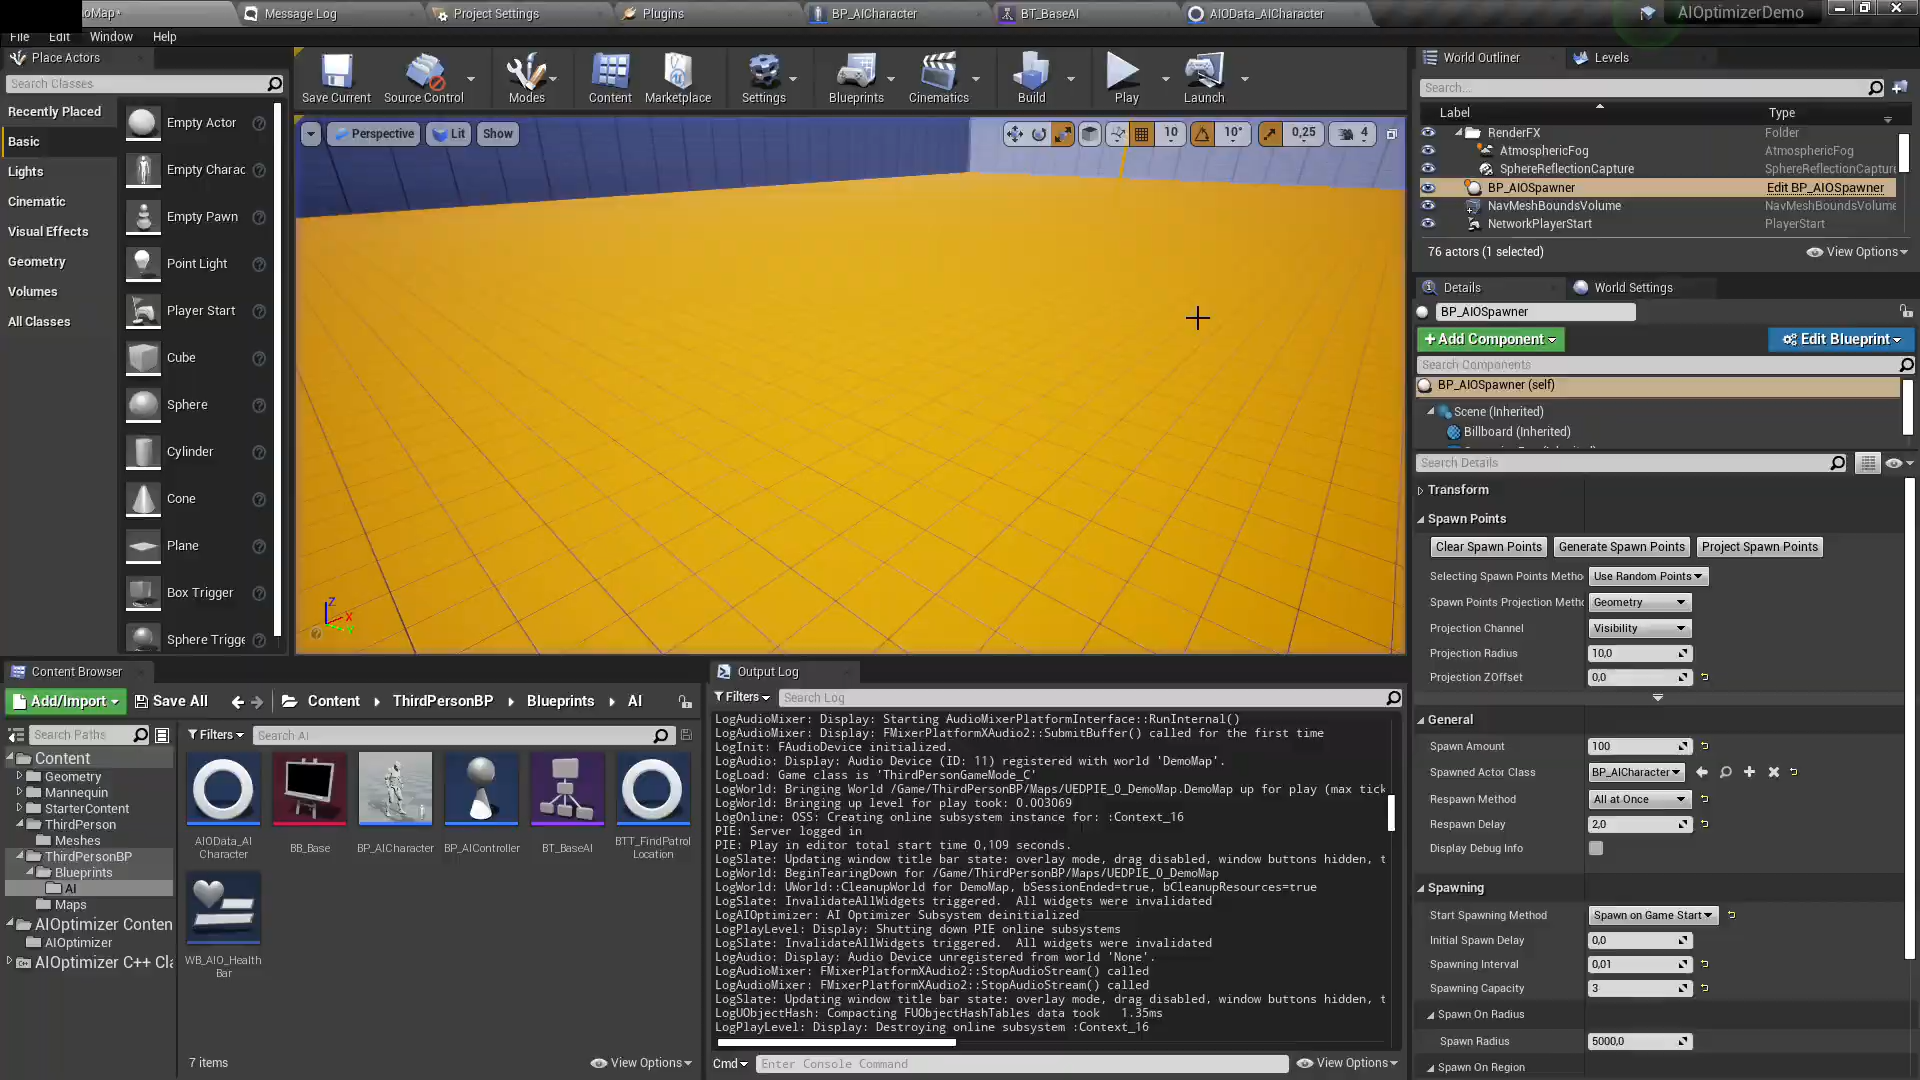 oMap*
Message Log
Project Settings
Plugins
BP_AICharacter
BT_BaseAI
AIOData_AICharacter
AIOptimizerDemo
File
Edit
Window
Help
Place Actors
Search Classes
Recently Placed
Basic
Lights
Cinematic
Visual Effects
Geometry
Volumes
All Classes
Empty Actor
Empty Charac
Empty Pawn
Point Light
Player Start
Cube
Sphere
Cylinder
Cone
Plane
Box Trigger
Sphere Trigge
Save Current
Source Control
Modes
Content
Marketplace
Settings
Blueprints
Cinematics
Build
Play
Launch
Perspective
Lit
Show
10
10°
0,25
4
Z
X
Y
World Outliner
Levels
Search...
Label
Type
RenderFX
Folder
AtmosphericFog
AtmosphericFog
SphereReflectionCapture
SphereReflectionCapture
BP_AIOSpawner
Edit BP_AIOSpawner
NavMeshBoundsVolume
NavMeshBoundsVolume
NetworkPlayerStart
PlayerStart
76 actors (1 selected)
View Options
Details
World Settings
BP_AIOSpawner
+Add Component
Edit Blueprint
Search Components
BP_AIOSpawner (self)
Scene (Inherited)
Billboard (Inherited)
Search Details
Transform
Spawn Points
Clear Spawn Points
Generate Spawn Points
Project Spawn Points
Selecting Spawn Points Metho
Use Random Points
Spawn Points Projection Metho
Geometry
Projection Channel
Visibility
Projection Radius
10,0
Projection ZOffset
0,0
General
Spawn Amount
100
Spawned Actor Class
BP_AICharacter
Respawn Method
All at Once
Respawn Delay
2,0
Display Debug Info
Spawning
Start Spawning Method
Spawn on Game Start
Initial Spawn Delay
0,0
Spawning Interval
0,01
Spawning Capacity
3
Spawn On Radius
Spawn Radius
5000,0
Spawn On Region
Content Browser
Add/Import
Save All
Content
ThirdPersonBP
Blueprints
AI
Search Paths
Filters
Search AI
Content
Geometry
Mannequin
StarterContent
ThirdPerson
Meshes
ThirdPersonBP
Blueprints
AI
Maps
AIOptimizer Conten
AIOptimizer
AIOptimizer C++ Cla
AIOData_AI
Character
BB_Base
BP_AICharacter
BP_AIController
BT_BaseAI
BTT_FindPatrol
Location
WB_AIO_Health
Bar
7 items
View Options
Output Log
Filters
Search Log
LogAudioMixer: Display: Starting AudioMixerPlatformInterface::RunInternal()
LogAudioMixer: Display: FMixerPlatformXAudio2::SubmitBuffer() called for the first time
LogInit: FAudioDevice initialized.
LogAudio: Display: Audio Device (ID: 11) registered with world 'DemoMap'.
LogLoad: Game class is 'ThirdPersonGameMode_C'
LogWorld: Bringing World /Game/ThirdPersonBP/Maps/UEDPIE_0_DemoMap.DemoMap up for play (max tick
LogWorld: Bringing up level for play took: 0.003069
LogOnline: OSS: Creating online subsystem instance for: :Context_16
PIE: Server logged in
PIE: Play in editor total start time 0,109 seconds.
LogSlate: Updating window title bar state: overlay mode, drag disabled, window buttons hidden, t
LogWorld: BeginTearingDown for /Game/ThirdPersonBP/Maps/UEDPIE_0_DemoMap
LogWorld: UWorld::CleanupWorld for DemoMap, bSessionEnded=true, bCleanupResources=true
LogSlate: InvalidateAllWidgets triggered.  All widgets were invalidated
LogAIOptimizer: AI Optimizer Subsystem deinitialized
LogPlayLevel: Display: Shutting down PIE online subsystems
LogSlate: InvalidateAllWidgets triggered.  All widgets were invalidated
LogAudio: Display: Audio Device unregistered from world 'None'.
LogAudioMixer: FMixerPlatformXAudio2::StopAudioStream() called
LogAudioMixer: FMixerPlatformXAudio2::StopAudioStream() called
LogSlate: Updating window title bar state: overlay mode, drag disabled, window buttons hidden, t
LogUObjectHash: Compacting FUObjectHashTables data took   1.35ms
LogPlayLevel: Display: Destroying online subsystem :Context_16
Cmd
Enter Console Command
View Options